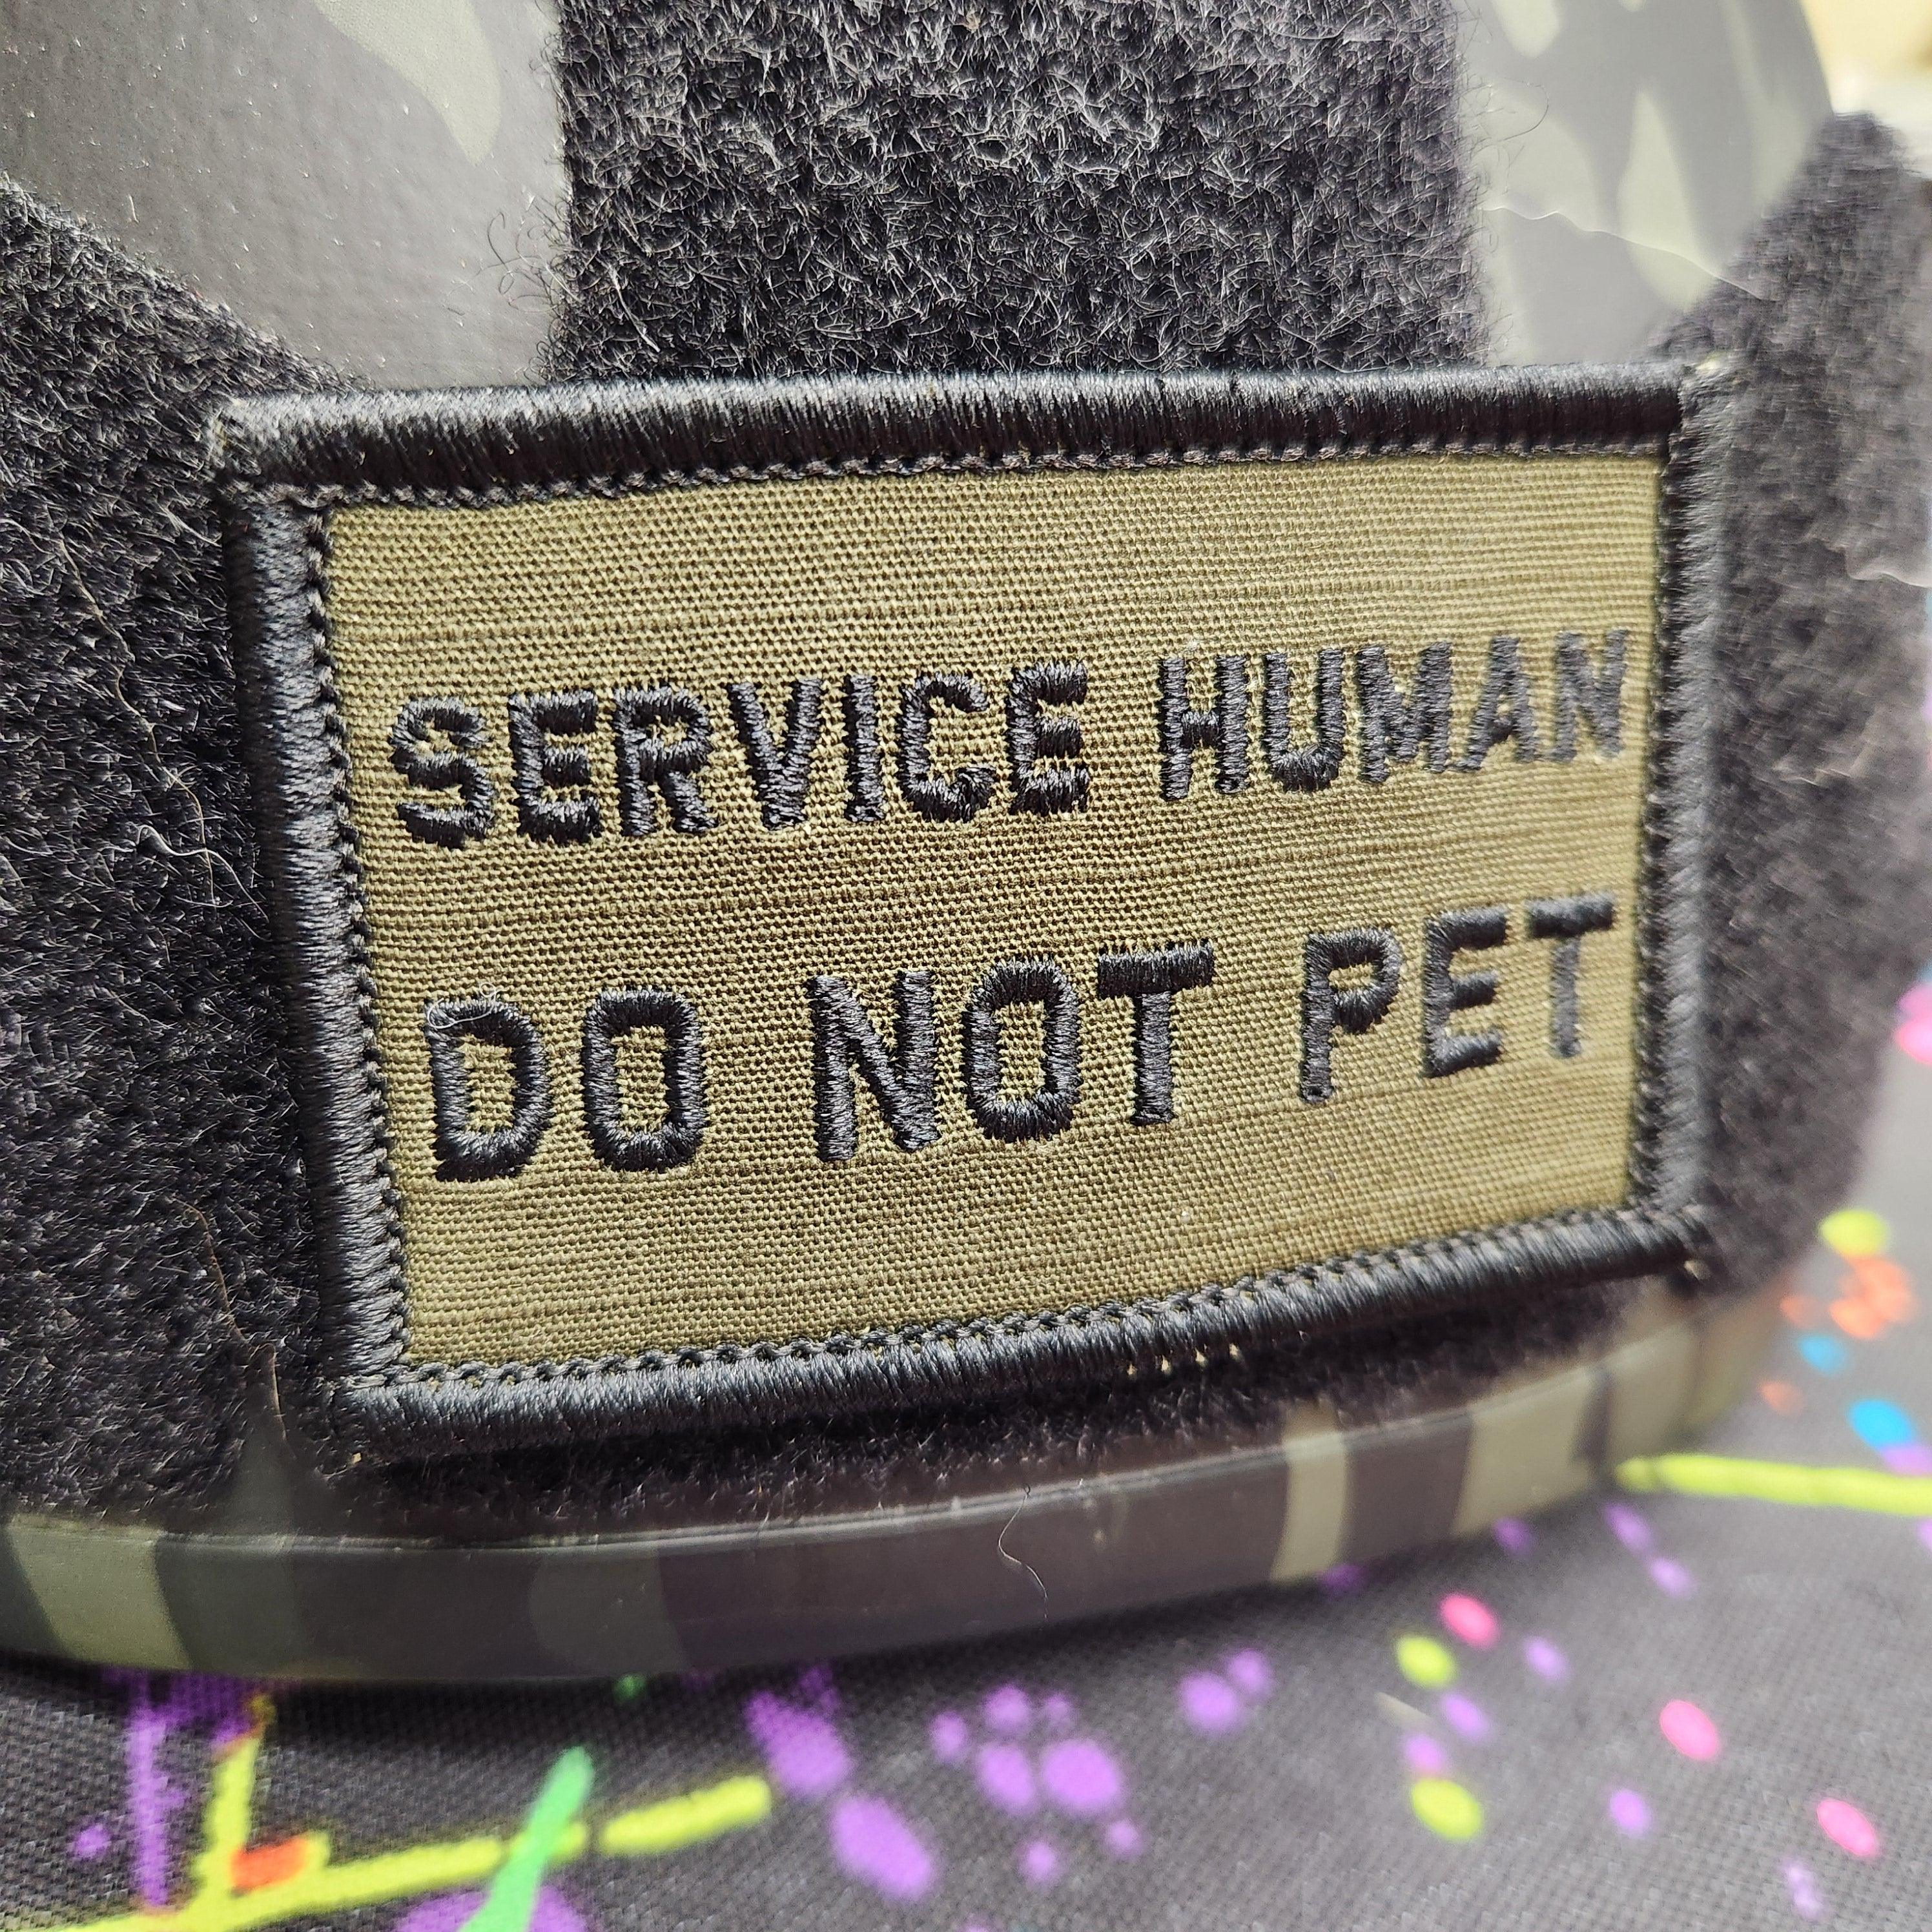 SERVICE HUMAN
DO NOT PET